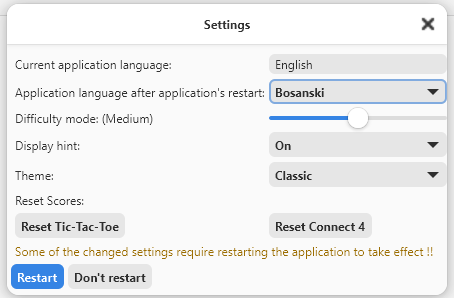 Settings
Current application language: English
Application language after application's restart: Bosanski
Difficulty mode: (Medium)
Display hint: On
Theme: Classic
Reset Scores:
Reset Tic-Tac-Toe Reset Connect 4
Some of the changed settings require restarting the application to take effect !!
Restart Don't restart